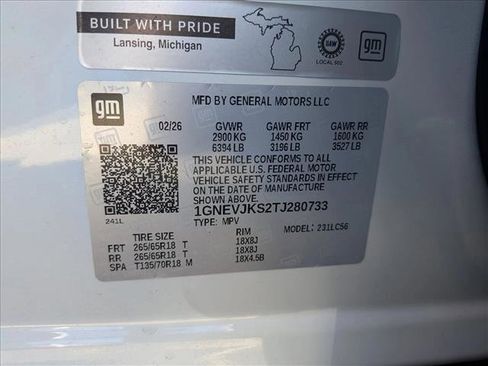 BUILT WITH PRIDE
Lansing, Michigan
UAW
LOCAL 602
gm
gm
MFD BY GENERAL MOTORS LLC
02/26 GVWR GAWR FRT GAWR RR
2900 KG 1450 KG 1600 KG
6394 LB 3196 LB 3527 LB
THIS VEHICLE CONFORMS TO ALL
APPLICABLE U.S. FEDERAL MOTOR
VEHICLE SAFETY STANDARDS IN
EFFECT ON THE DATE OF
MANUFACTURE SHOWN ABOVE.
1GNEVJKS2TJ280733
TYPE: MPV MODEL: 231LC56
241L
TIRE SIZE RIM
FRT 265/65R18 T 18X8J
RR 265/65R18 T 18X8J
SPA T135/70R18 M 18X4.5B